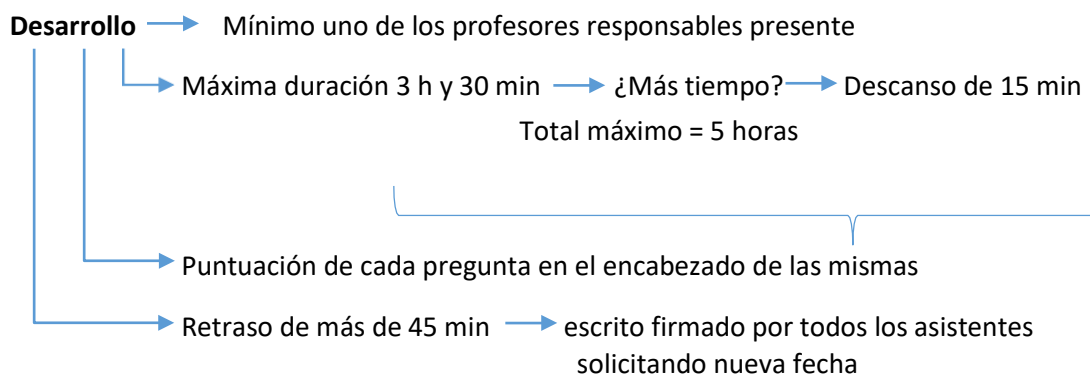 Desarrollo Mínimo uno de los profesores responsables presente
Máxima duración 3 h y 30 min ¿Más tiempo? Descanso de 15 min
Total máximo = 5 horas
Puntuación de cada pregunta en el encabezado de las mismas
Retraso de más de 45 min escrito firmado por todos los asistentes
solicitando nueva fecha